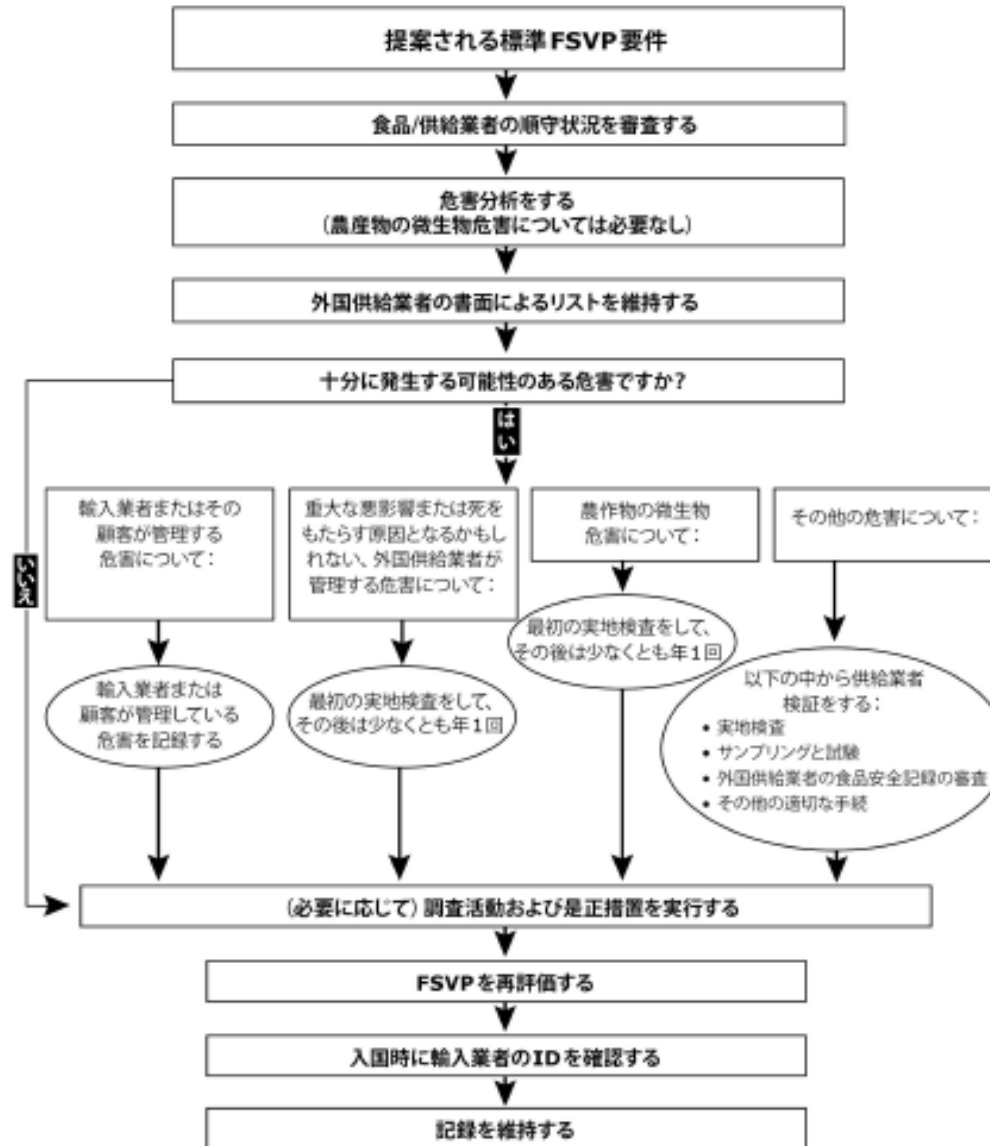 提案される標準FSVP要件
食品/供給業者の順守状況を審査する
危害分析をする
(農産物の微生物危害については必要なし)
外国供給業者の書面によるリストを維持する
十分に発生する可能性のある危害ですか？
はい
いいえ
輸入業者またはその
顧客が管理する
危害について：
重大な悪影響または死を
もたらす原因となるかもし
れない、外国供給業者が
管理する危害について：
農作物の微生物
危害について：
その他の危害について：
輸入業者または
顧客が管理している
危害を記録する
最初の実地検査をして、
その後は少なくとも年1回
最初の実地検査をして、
その後は少なくとも年1回
以下の中から供給業者
検証をする：
• 実地検査
• サンプリングと試験
• 外国供給業者の食品安全記録の審査
• その他の適切な手続
(必要に応じて) 調査活動および是正措置を実行する
FSVPを再評価する
入国時に輸入業者のIDを確認する
記録を維持する